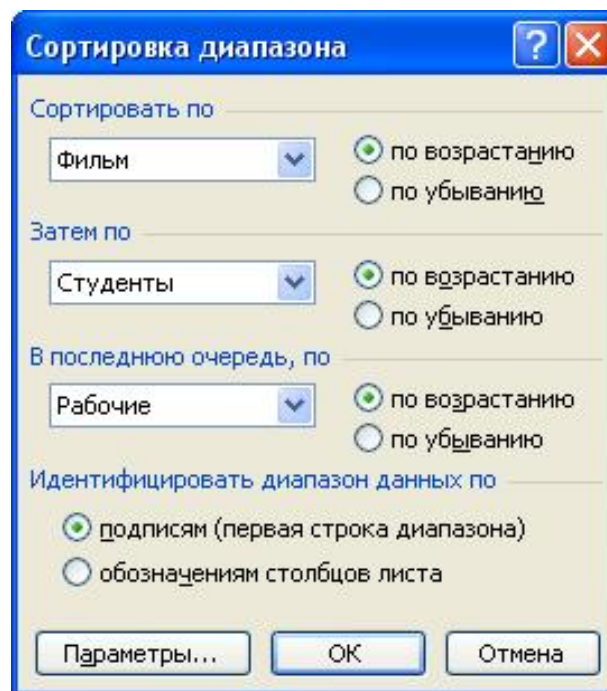 Сортировка диапазона
Сортировать по
Фильм
по возрастанию
по убыванию
Затем по
Студенты
по возрастанию
по убыванию
В последнюю очередь, по
Рабочие
по возрастанию
по убыванию
Идентифицировать диапазон данных по
подписям (первая строка диапазона)
обозначениям столбцов листа
Параметры... ОК Отмена